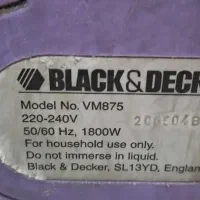 BLACK&DECK
Model No. VM875
220-240V
50/60 Hz, 1800W
For household use only.
Do not immerse in liquid.
Black & Decker, SL13YD, England